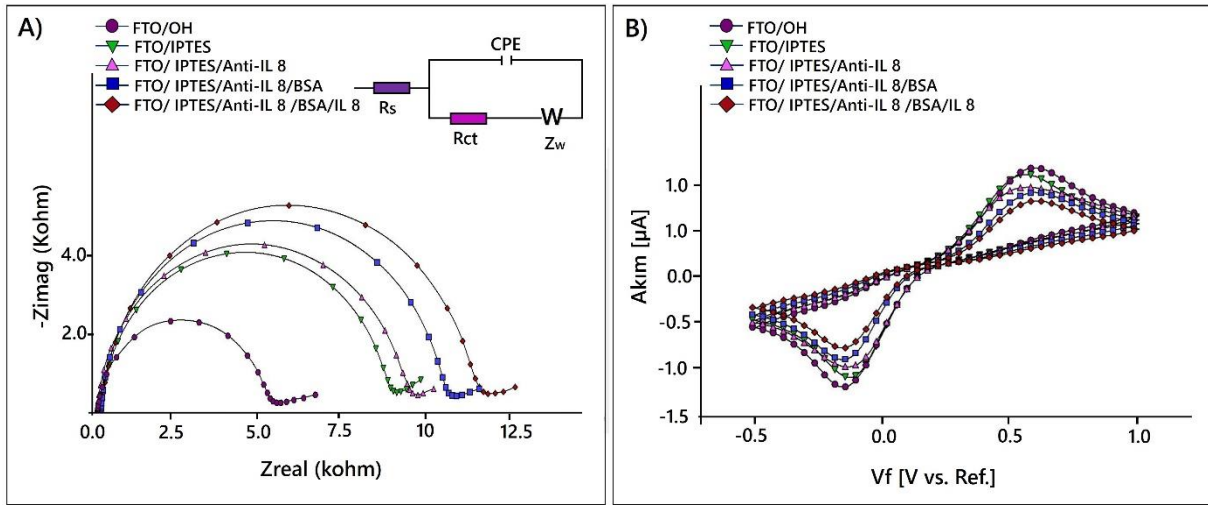 A)
FTO/OH
FTO/IPTES
FTO/ IPTES/Anti-IL 8
FTO/ IPTES/Anti-IL 8/BSA
FTO/ IPTES/Anti-IL 8 /BSA/IL 8
CPE
Rs
Rct
W
Zw
-Zimag (Kohm)
4.0
2.0
0.0 2.5 5.0 7.5 10 12.5
Zreal (kohm)
B)
FTO/OH
FTO/IPTES
FTO/ IPTES/Anti-IL 8
FTO/ IPTES/Anti-IL 8/BSA
FTO/ IPTES/Anti-IL 8 /BSA/IL 8
Akım [µA]
1.0
1.0
0.0
-0.5
-1.0
-1.5
-0.5 0.0 0.5 1.0
Vf [V vs. Ref.]